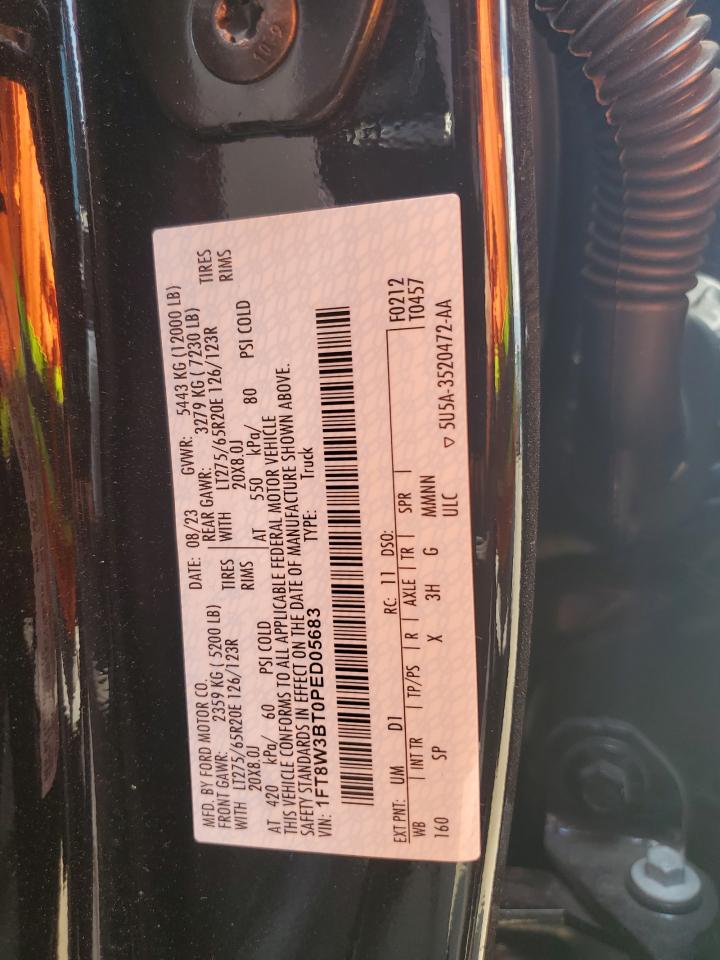 10.9
MFD. BY FORD MOTOR CO.
DATE: 08/23 GVWR: 5443 KG (12000 LB)
FRONT GAWR: 2359 KG ( 5200 LB) REAR GAWR: 3279 KG ( 7230 LB)
WITH LT275/65R20E 126/123R TIRES WITH LT275/65R20E 126/123R TIRES
20X8.0J RIMS 20X8.0J RIMS
AT 420 kPa/ 60 PSI COLD AT 550 kPa/ 80 PSI COLD
THIS VEHICLE CONFORMS TO ALL APPLICABLE FEDERAL MOTOR VEHICLE
SAFETY STANDARDS IN EFFECT ON THE DATE OF MANUFACTURE SHOWN ABOVE.
VIN: 1FT8W3BT0PED05683 TYPE: Truck
F0212
T0457
EXT PNT: UM D1 RC: 11 DSO:
WB INT TR TP/PS R AXLE TR SPR
160 SP X 3H G MMNN
ULC ▽ 5U5A-3520472-AA